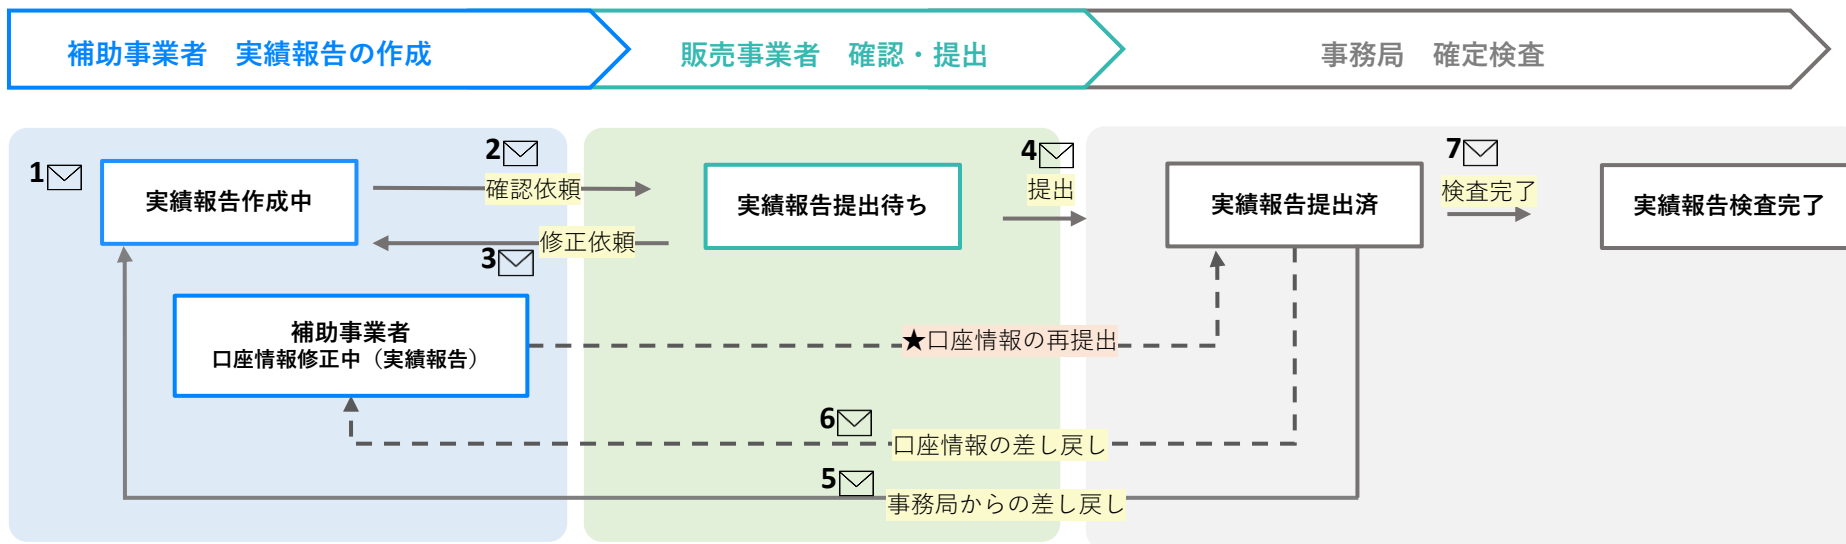 補助事業者　実績報告の作成
販売事業者　確認・提出
事務局　確定検査
1
2
確認依頼
4
提出
7
検査完了
実績報告作成中
実績報告提出待ち
実績報告提出済
実績報告検査完了
修正依頼
3
補助事業者
口座情報修正中（実績報告）
★口座情報の再提出
6
口座情報の差し戻し
5
事務局からの差し戻し